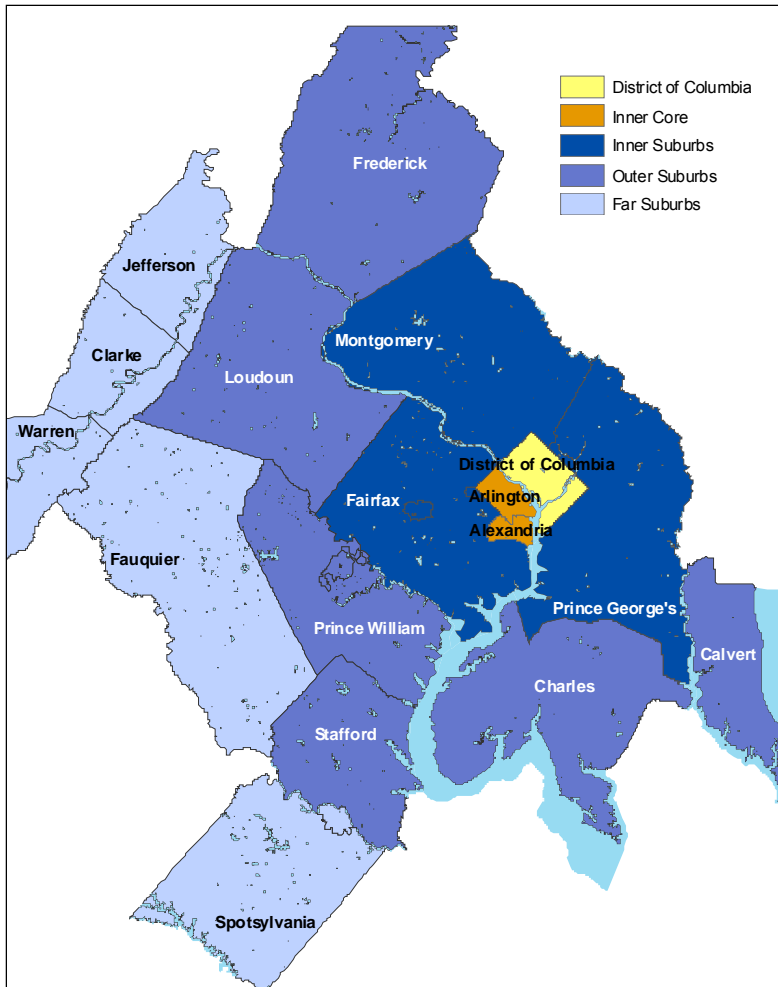 District of Columbia
Inner Core
Inner Suburbs
Outer Suburbs
Far Suburbs
Frederick
Jefferson
Montgomery
Clarke
Loudoun
Warren
District of Columbia
Arlington
Fairfax
Alexandria
Fauquier
Prince George's
Prince William
Calvert
Charles
Stafford
Spotsylvania